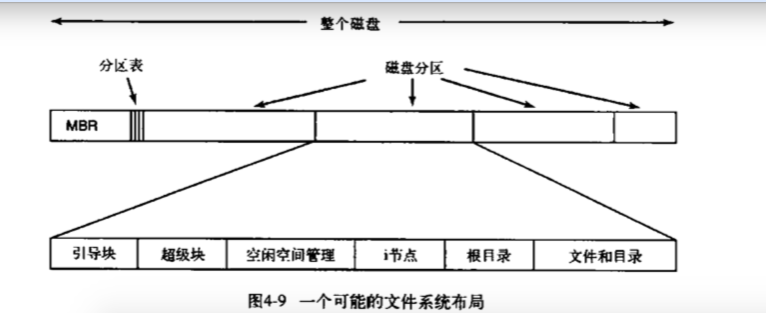 整个磁盘
分区表
磁盘分区
MBR
引导块 超级块 空闲空间管理 i节点 根目录 文件和目录
图4-9 一个可能的文件系统布局